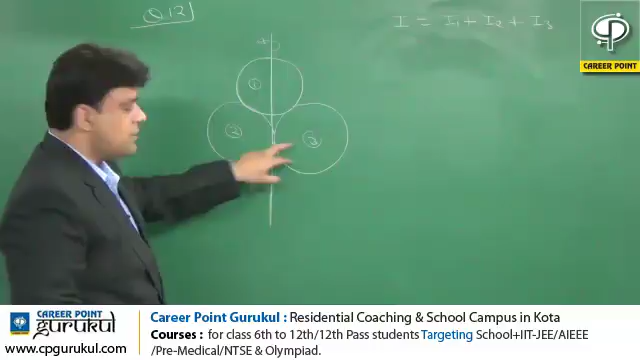 Q.12
I = I₁ + I₂ + I₃
①
②
③
CAREER POINT
CAREER POINT
gurukul
www.cpgurukul.com
Career Point Gurukul : Residential Coaching & School Campus in Kota
Courses : for class 6th to 12th/12th Pass students Targeting School+IIT-JEE/AIEEE
/Pre-Medical/NTSE & Olympiad.